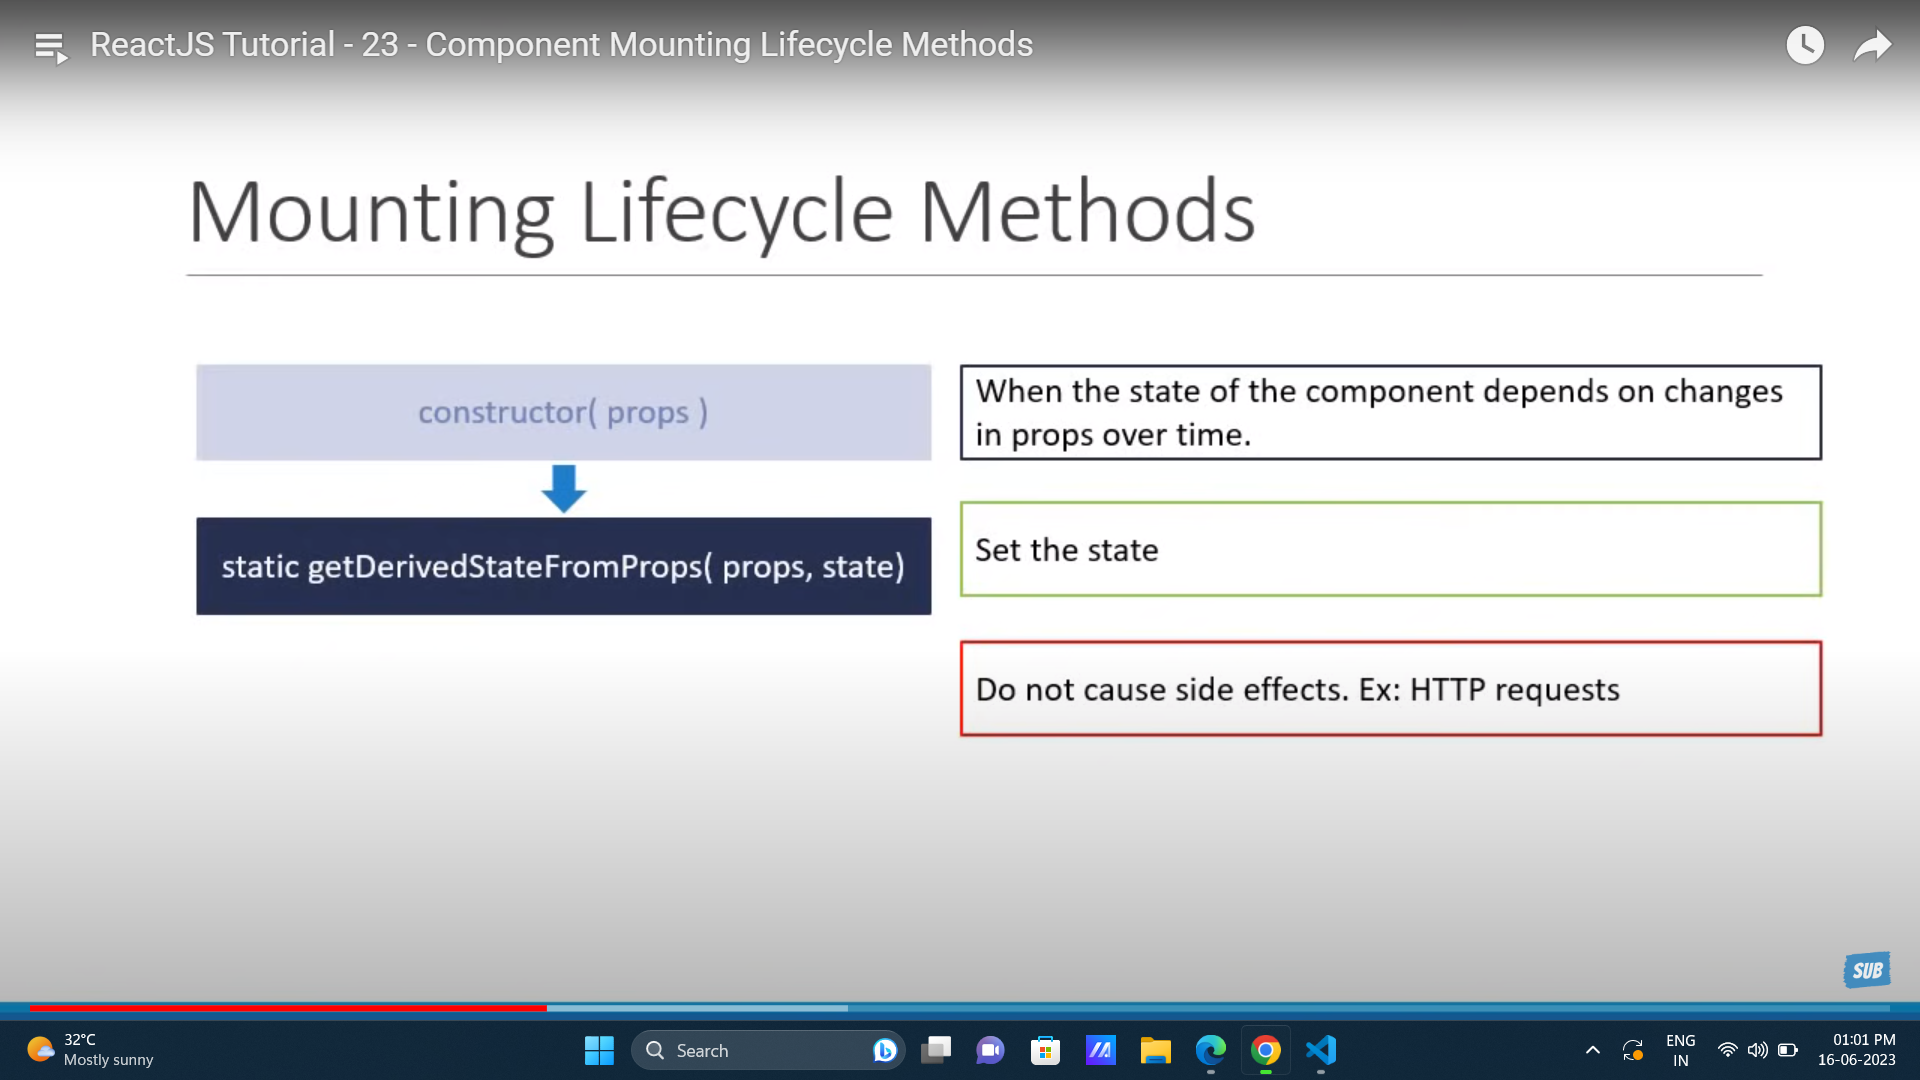 ReactJS Tutorial - 23 - Component Mounting Lifecycle Methods
Mounting Lifecycle Methods
constructor( props )
static getDerivedStateFromProps( props, state)
When the state of the component depends on changes
in props over time.
Set the state
Do not cause side effects. Ex: HTTP requests
SUB
32°C
Mostly sunny
Search
ENG
IN
01:01 PM
16-06-2023